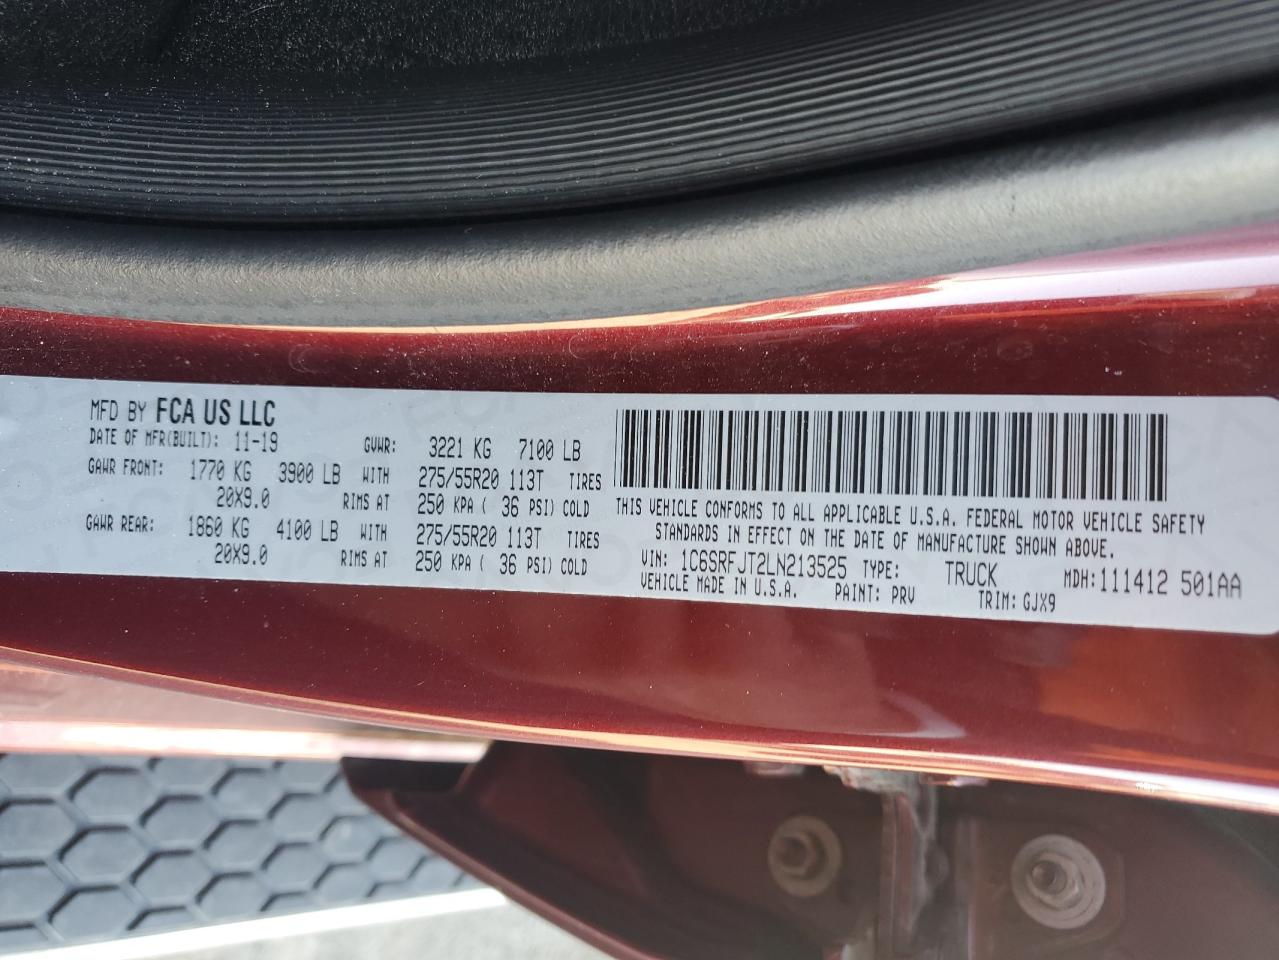 MFD BY FCA US LLC
DATE OF MFR(BUILT): 11-19 GVWR: 3221 KG 7100 LB
GAWR FRONT: 1770 KG 3900 LB WITH 275/55R20 113T TIRES
20X9.0 RIMS AT 250 KPA ( 36 PSI) COLD
GAWR REAR: 1860 KG 4100 LB WITH 275/55R20 113T TIRES
20X9.0 RIMS AT 250 KPA ( 36 PSI) COLD
THIS VEHICLE CONFORMS TO ALL APPLICABLE U.S.A. FEDERAL MOTOR VEHICLE SAFETY
STANDARDS IN EFFECT ON THE DATE OF MANUFACTURE SHOWN ABOVE.
VIN: 1C6SRFJT2LN213525 TYPE: TRUCK MDH: 111412 501AA
VEHICLE MADE IN U.S.A. PAINT: PRV TRIM: GJX9